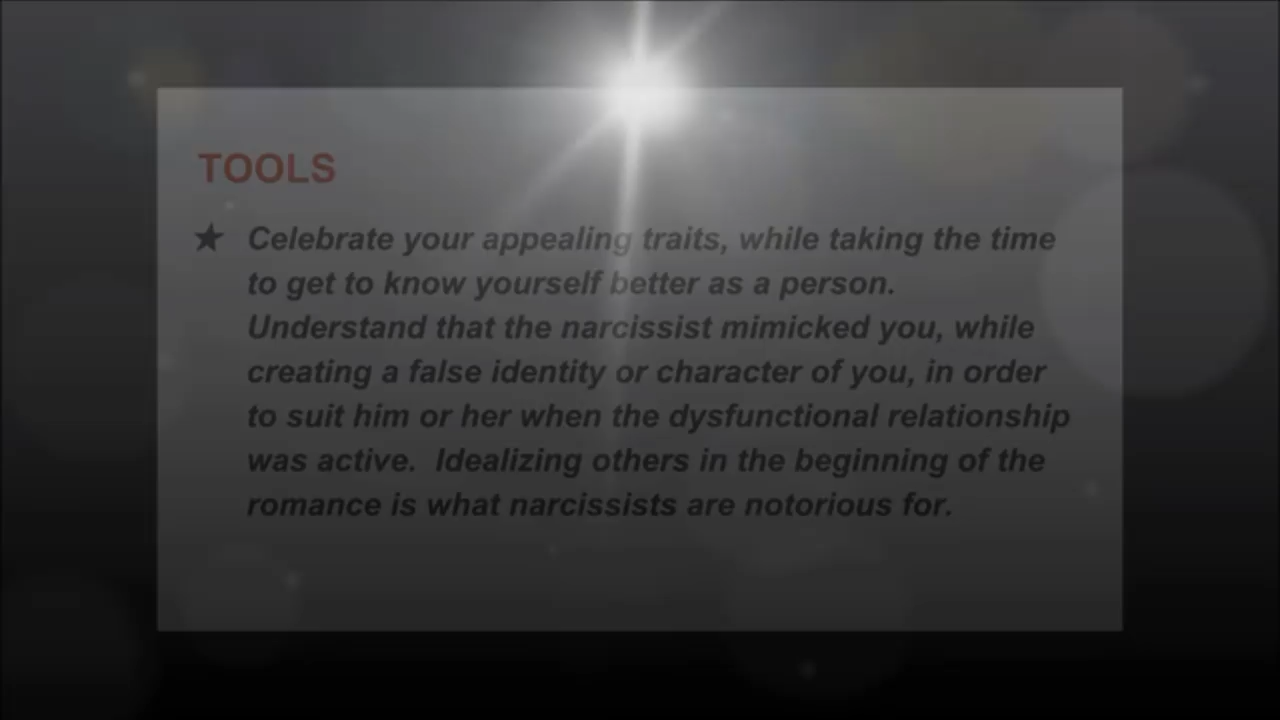 TOOLS
★ Celebrate your appealing traits, while taking the time
to get to know yourself better as a person.
Understand that the narcissist mimicked you, while
creating a false identity or character of you, in order
to suit him or her when the dysfunctional relationship
was active.  Idealizing others in the beginning of the
romance is what narcissists are notorious for.